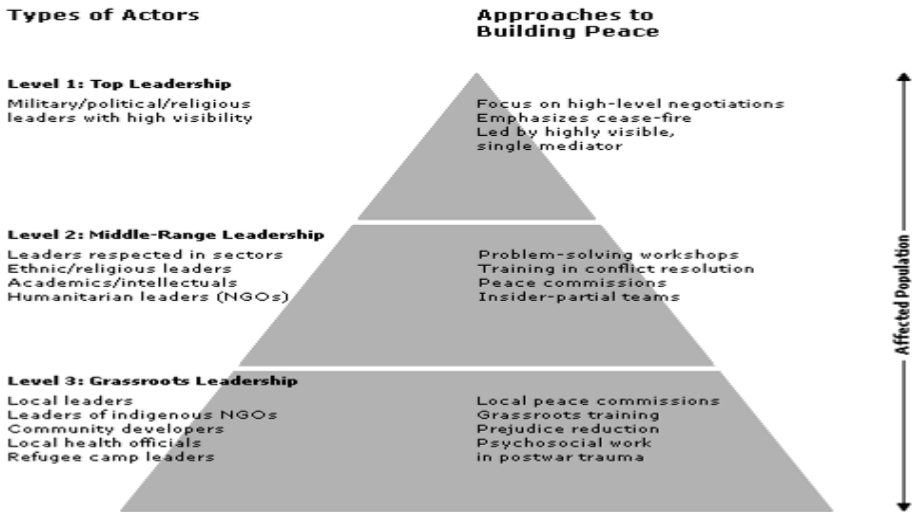 Types of Actors
Approaches to
Building Peace
Level 1: Top Leadership
Military/political/religious
leaders with high visibility
Focus on high-level negotiations
Emphasizes cease-fire
Led by highly visible,
single mediator
Level 2: Middle-Range Leadership
Leaders respected in sectors
Ethnic/religious leaders
Academics/intellectuals
Humanitarian leaders (NGOs)
Problem-solving workshops
Training in conflict resolution
Peace commissions
Insider-partial teams
Level 3: Grassroots Leadership
Local leaders
Leaders of indigenous NGOs
Community developers
Local health officials
Refugee camp leaders
Local peace commissions
Grassroots training
Prejudice reduction
Psychosocial work
in postwar trauma
Affected Population